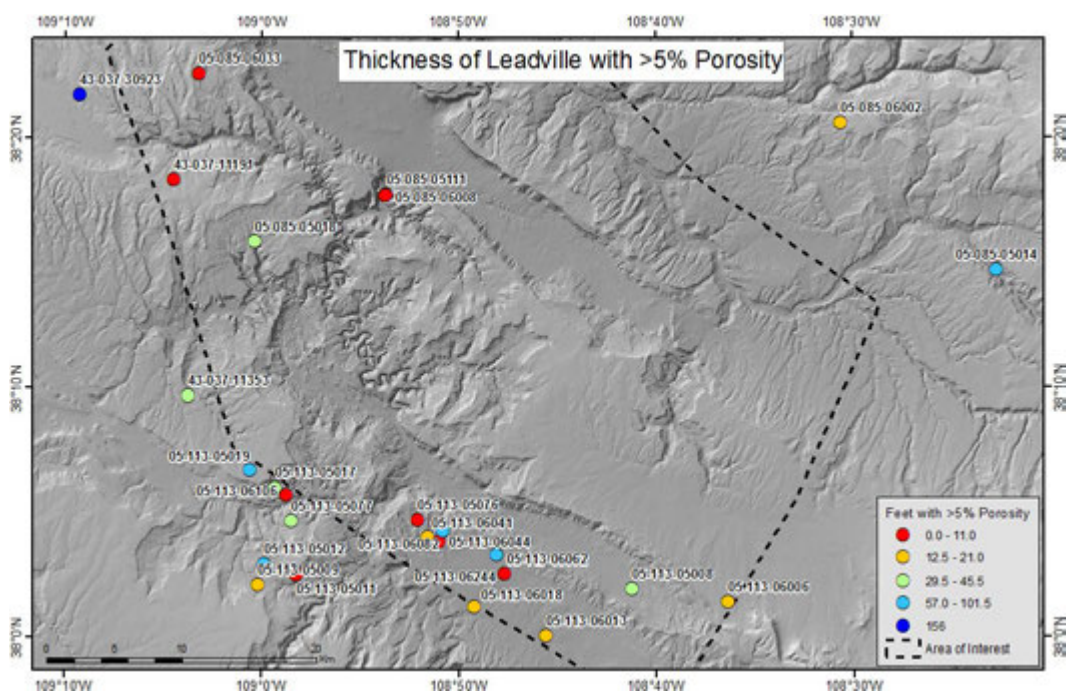 109°10'W 109°0'W 108°50'W 108°40'W 108°30'W
Thickness of Leadville with >5% Porosity
05-085-06033
43-037-30923
05-085-06002
38°20'N 38°20'N
43-037-11191
05-085-05111
05-085-06008
05-085-05018
05-085-05014
38°10'N 38°10'N
43-037-11353
05-113-05019
05-113-05017
05-113-06106
05-113-05077
05-113-05076
05-113-06041
05-113-06082
05-113-06044
05-113-05012
05-113-06062
05-113-05009
05-113-06244
05-113-05011
05-113-05008
05-113-06006
05-113-06018
05-113-06013
38°0'N 38°0'N
Feet with >5% Porosity
0.0 - 11.0
12.5 - 21.0
29.5 - 45.5
57.0 - 101.5
156
Area of Interest
0 5 10 20
Km
109°10'W 109°0'W 108°50'W 108°40'W 108°30'W